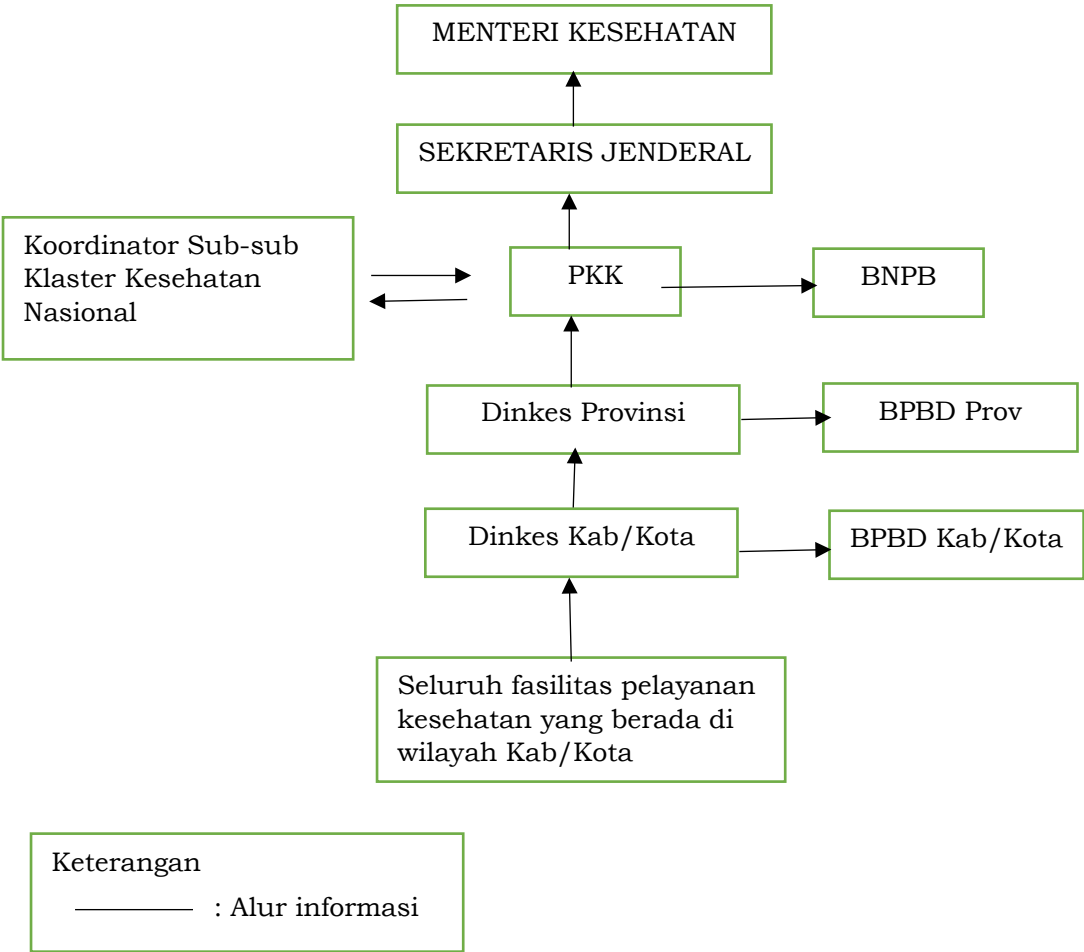 MENTERI KESEHATAN
SEKRETARIS JENDERAL
Koordinator Sub-sub
Klaster Kesehatan
Nasional
PKK
BNPB
Dinkes Provinsi
BPBD Prov
Dinkes Kab/Kota
BPBD Kab/Kota
Seluruh fasilitas pelayanan
kesehatan yang berada di
wilayah Kab/Kota
Keterangan
: Alur informasi